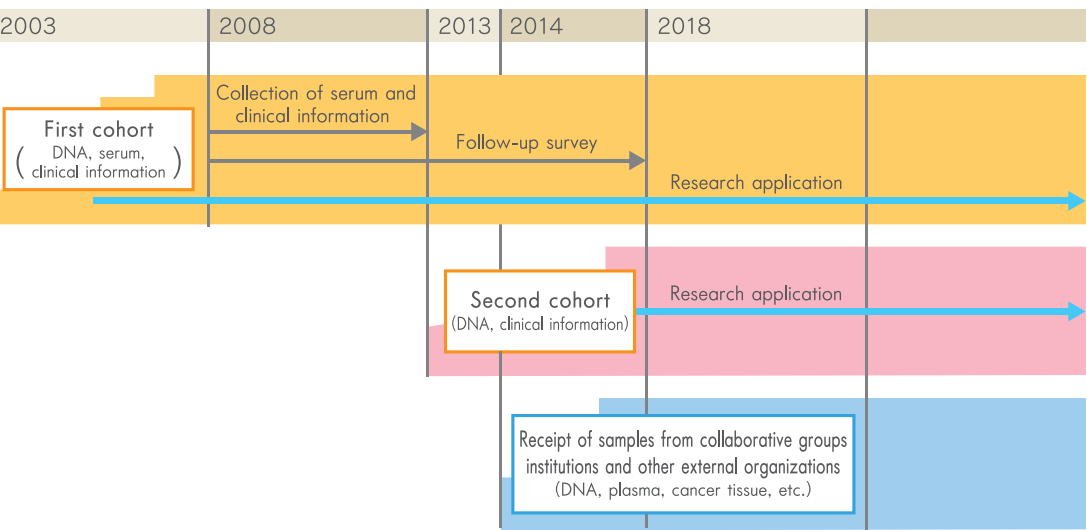 2003
2008
2013
2014
2018
Collection of serum and
clinical information
First cohort
( DNA, serum,
clinical information )
Follow-up survey
Research application
Second cohort
(DNA, clinical information)
Research application
Receipt of samples from collaborative groups
institutions and other external organizations
(DNA, plasma, cancer tissue, etc.)